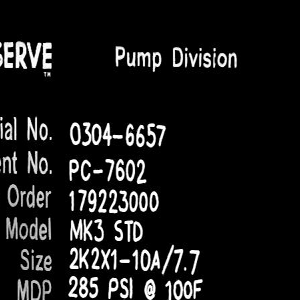 SERVE™ Pump Division
ial No. 0304-6657
ent No. PC-7602
Order 179223000
Model MK3 STD
Size 2K2X1-10A/7.7
MDP 285 PSI @ 100F